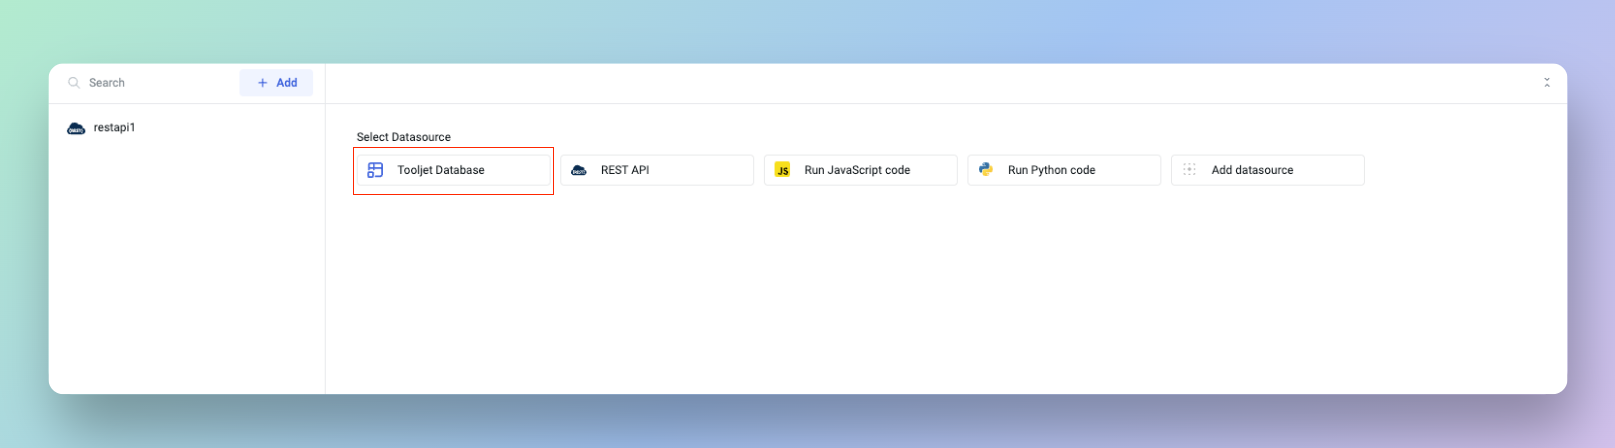 Search
Add
restapi1
Select Datasource
Tooljet Database
REST API
JS Run JavaScript code
Run Python code
Add datasource